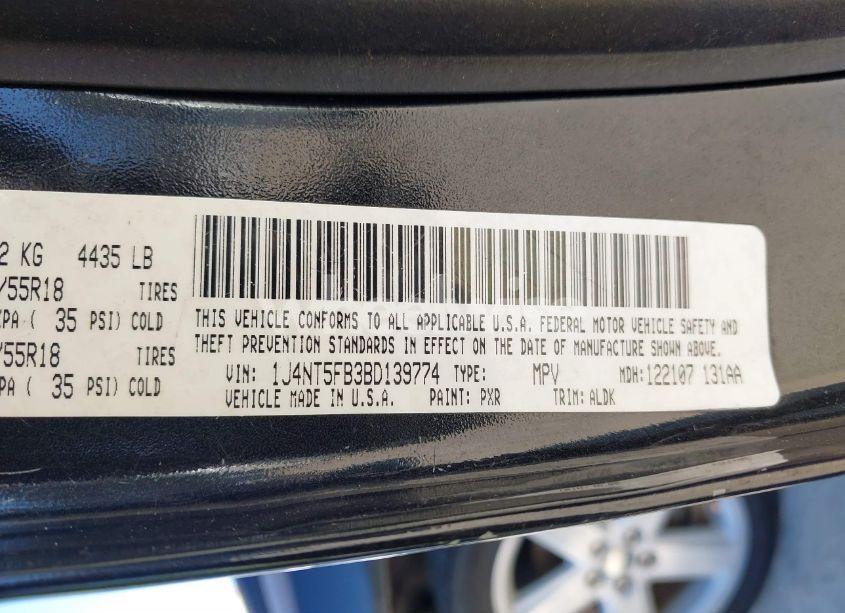 2 KG 4435 LB
/55R18 TIRES
KPA ( 35 PSI) COLD
/55R18 TIRES
KPA ( 35 PSI) COLD
THIS VEHICLE CONFORMS TO ALL APPLICABLE U.S.A. FEDERAL MOTOR VEHICLE SAFETY AND
THEFT PREVENTION STANDARDS IN EFFECT ON THE DATE OF MANUFACTURE SHOWN ABOVE.
VIN: 1J4NT5FB3BD139774 TYPE: MPV MDH: 122107 131AA
VEHICLE MADE IN U.S.A. PAINT: PXR TRIM: ALDK